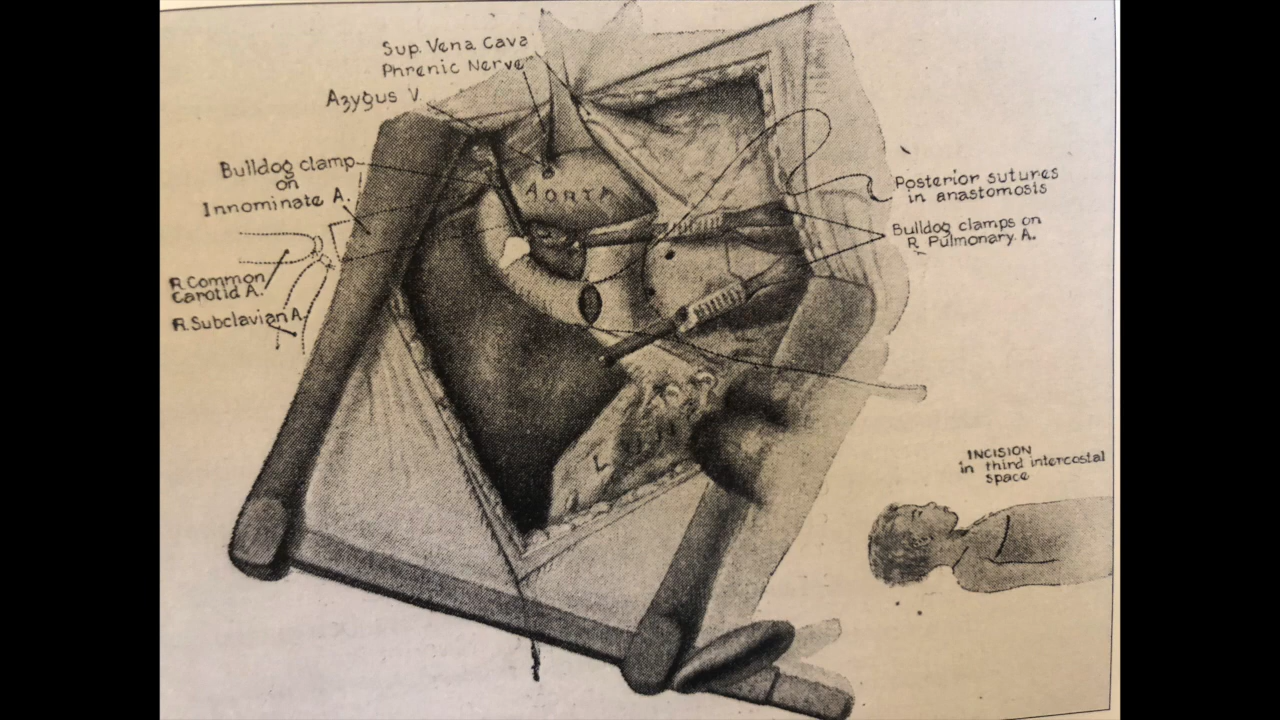 Sup. Vena Cava
Phrenic Nerve
Azygus V.
Bulldog clamp
on
Innominate A.
R.Common
Carotid A.
R.Subclavian A.
AORTA
Posterior sutures
in anastomosis
Bulldog clamps on
R. Pulmonary. A.
INCISION
in third intercostal
space